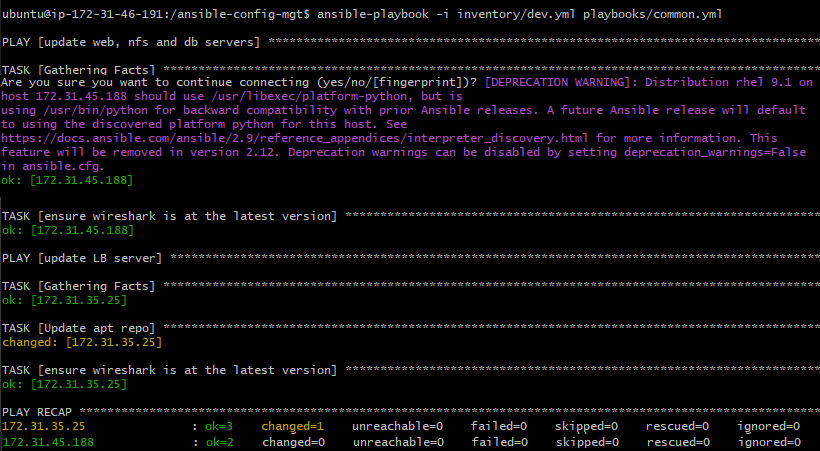 ubuntu@ip-172-31-46-191:/ansible-config-mgt$ ansible-playbook -i inventory/dev.yml playbooks/common.yml
PLAY [update web, nfs and db servers] *******************************************************************************
TASK [Gathering Facts] **********************************************************************************************
Are you sure you want to continue connecting (yes/no/[fingerprint])? [DEPRECATION WARNING]: Distribution rhel 9.1 on
host 172.31.45.188 should use /usr/libexec/platform-python, but is
using /usr/bin/python for backward compatibility with prior Ansible releases. A future Ansible release will default
to using the discovered platform python for this host. See
https://docs.ansible.com/ansible/2.9/reference_appendices/interpreter_discovery.html for more information. This
feature will be removed in version 2.12. Deprecation warnings can be disabled by setting deprecation_warnings=False
in ansible.cfg.
ok: [172.31.45.188]
TASK [ensure wireshark is at the latest version] ********************************************************************
ok: [172.31.45.188]
PLAY [update LB server] *********************************************************************************************
TASK [Gathering Facts] **********************************************************************************************
ok: [172.31.35.25]
TASK [Update apt repo] **********************************************************************************************
changed: [172.31.35.25]
TASK [ensure wireshark is at the latest version] ********************************************************************
ok: [172.31.35.25]
PLAY RECAP **********************************************************************************************************
172.31.35.25 : ok=3 changed=1 unreachable=0 failed=0 skipped=0 rescued=0 ignored=0
172.31.45.188 : ok=2 changed=0 unreachable=0 failed=0 skipped=0 rescued=0 ignored=0